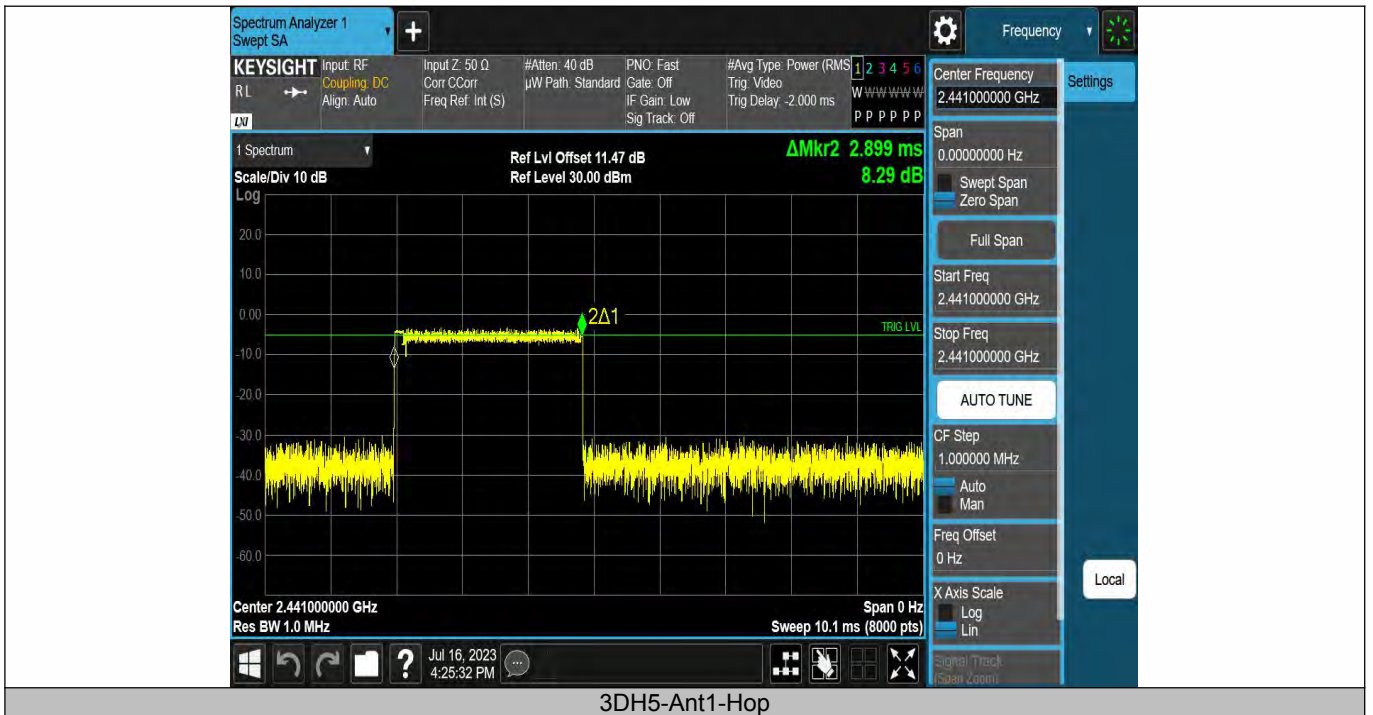 Spectrum Analyzer 1
Swept SA
+
Frequency
KEYSIGHT
RL
LXI
Input: RF
Coupling: DC
Align: Auto
Input Z: 50 Ω
Corr CCorr
Freq Ref: Int (S)
#Atten: 40 dB
µW Path: Standard
PNO: Fast
Gate: Off
IF Gain: Low
Sig Track: Off
#Avg Type: Power (RMS
Trig: Video
Trig Delay: -2.000 ms
1 2 3 4 5 6
W W W W W W
P P P P P P
Center Frequency
2.441000000 GHz
Settings
1 Spectrum
Scale/Div 10 dB
Ref Lvl Offset 11.47 dB
Ref Level 30.00 dBm
ΔMkr2 2.899 ms
8.29 dB
Span
0.00000000 Hz
Swept Span
Zero Span
Full Span
Start Freq
2.441000000 GHz
Stop Freq
2.441000000 GHz
AUTO TUNE
CF Step
1.000000 MHz
Auto
Man
Freq Offset
0 Hz
X Axis Scale
Log
Lin
Signal Track
(Span Zoom)
Local
Log
20.0
10.0
0.00
-10.0
-20.0
-30.0
-40.0
-50.0
-60.0
2Δ1
TRIG LVL
Center 2.441000000 GHz
Res BW 1.0 MHz
Span 0 Hz
Sweep 10.1 ms (8000 pts)
?
Jul 16, 2023
4:25:32 PM
3DH5-Ant1-Hop